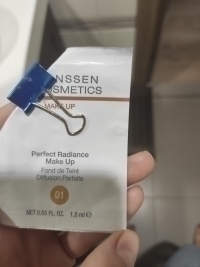 NSSEN
COSMETICS
MAKE UP
Perfect Radiance
Make Up
Fond de Teint
Diffusion Parfaite
01
NET 0.05 FL. OZ. 1,5 ml e